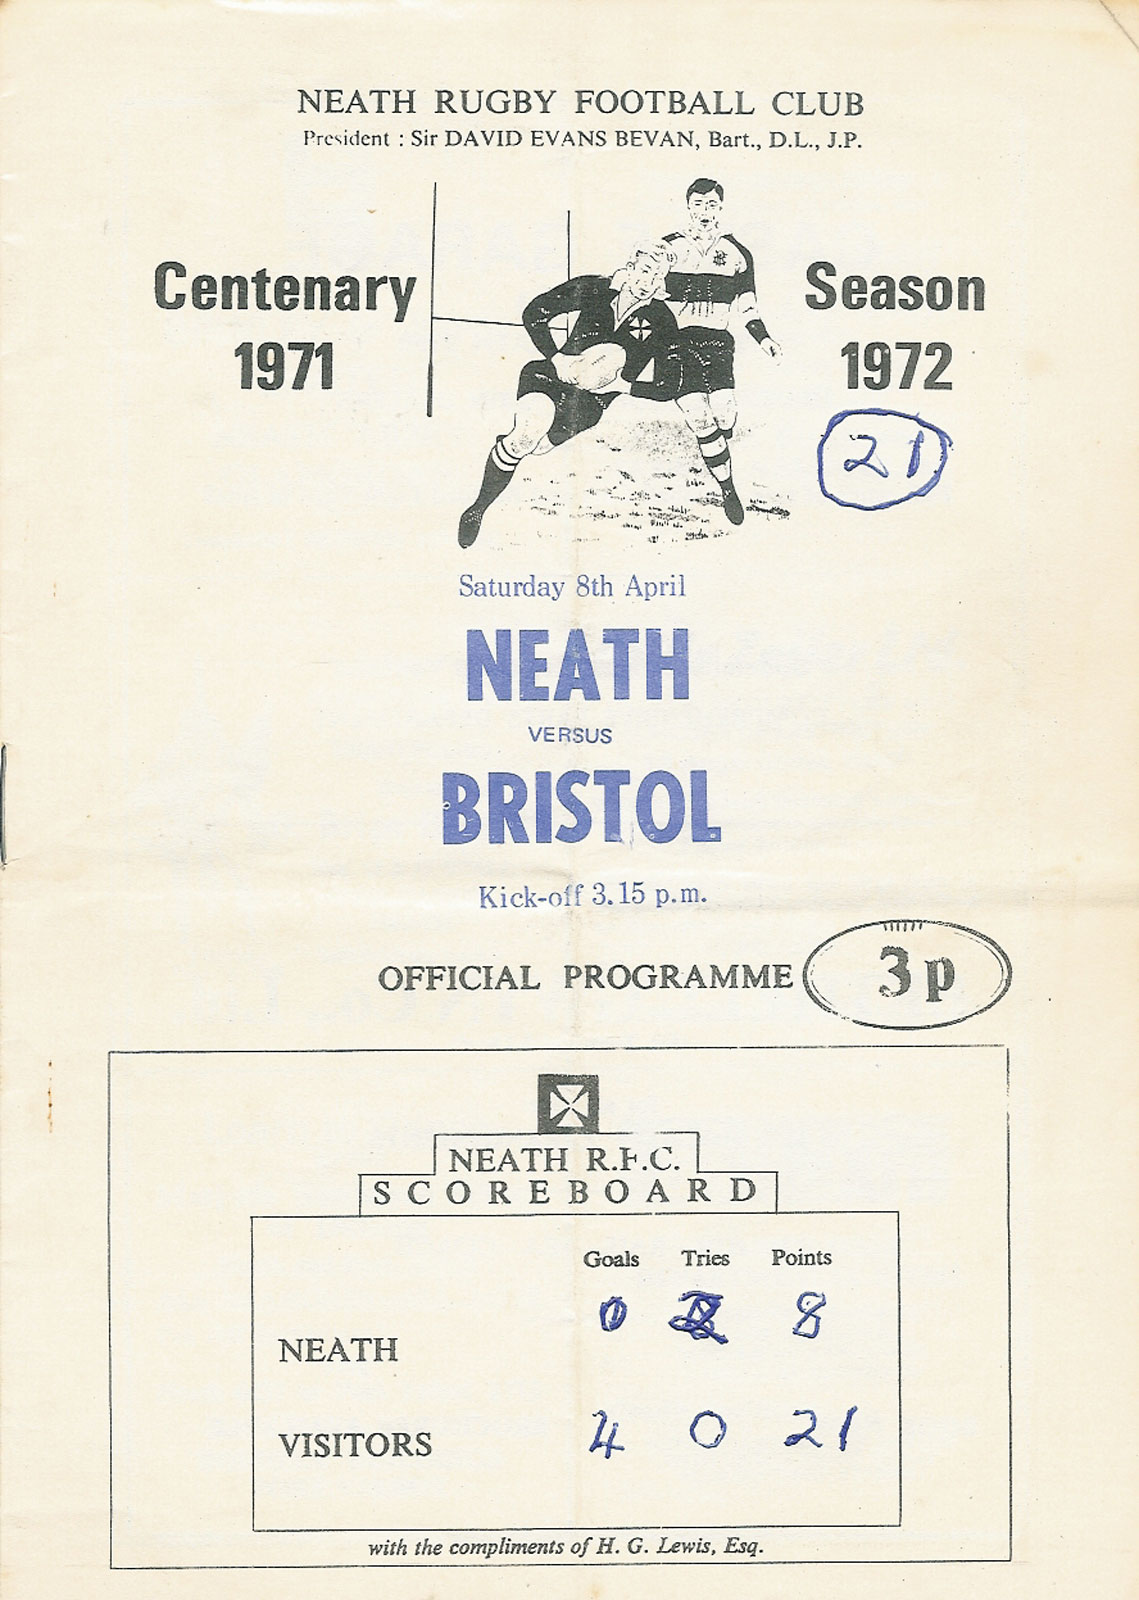 NEATH RUGBY FOOTBALL CLUB
President : Sir DAVID EVANS BEVAN, Bart., D.L., J.P.
Centenary Season
1971 1972
21
Saturday 8th April
NEATH
VERSUS
BRISTOL
Kick-off 3.15 p.m.
OFFICIAL PROGRAMME 3p
NEATH R.F.C.
SCOREBOARD
Goals Tries Points
NEATH 0 8
VISITORS 4 0 21
with the compliments of H. G. Lewis, Esq.